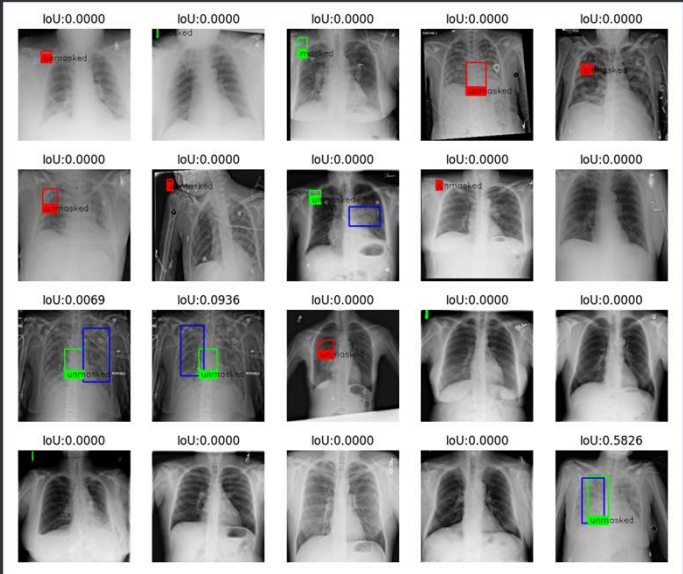 IoU:0.0000 IoU:0.0000 IoU:0.0000 IoU:0.0000 IoU:0.0000
unmasked masked masked unmasked unmasked
IoU:0.0000 IoU:0.0000 IoU:0.0000 IoU:0.0000 IoU:0.0000
unmasked unmasked unmasked unmasked
IoU:0.0069 IoU:0.0936 IoU:0.0000 IoU:0.0000 IoU:0.0000
unmasked unmasked unmasked
IoU:0.0000 IoU:0.0000 IoU:0.0000 IoU:0.0000 IoU:0.5826
unmasked